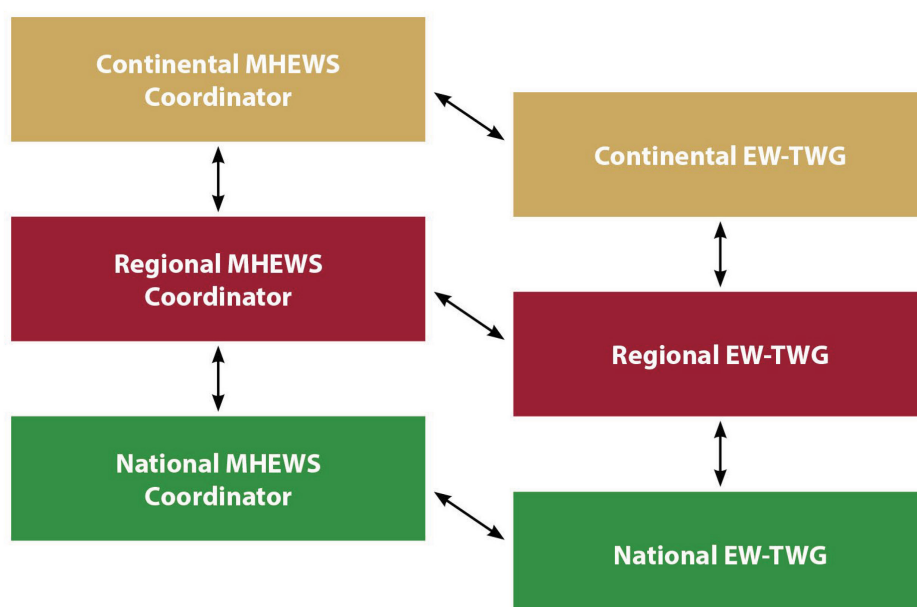 Continental MHEWS
Coordinator
Continental EW-TWG
Regional MHEWS
Coordinator
Regional EW-TWG
National MHEWS
Coordinator
National EW-TWG